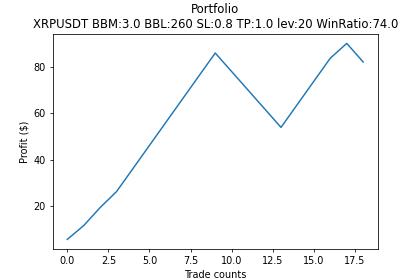 Portfolio
XRPUSDT BBM:3.0 BBL:260 SL:0.8 TP:1.0 lev:20 WinRatio:74.0
80
60
40
20
Profit ($)
0.0 2.5 5.0 7.5 10.0 12.5 15.0 17.5
Trade counts